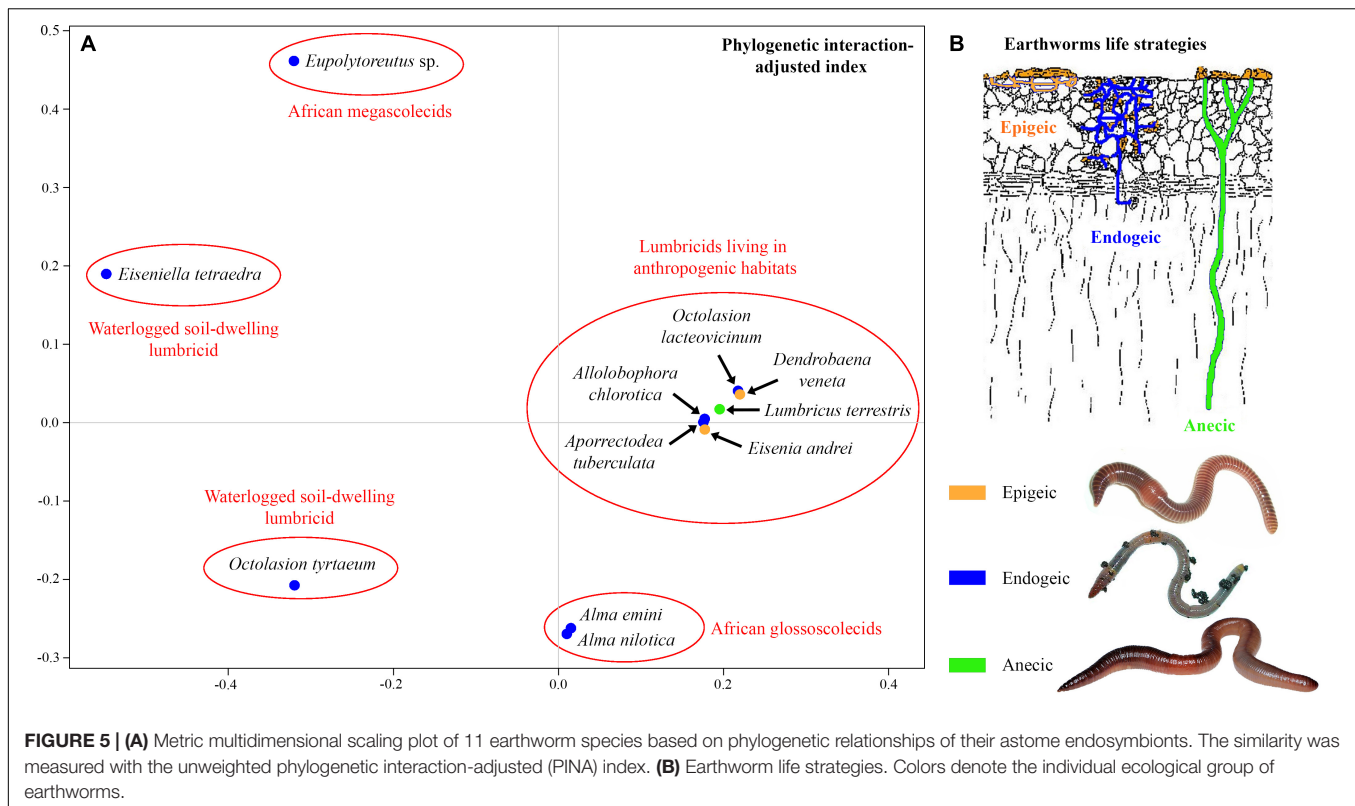 A
Phylogenetic interaction-
adjusted index
0.5
0.4
0.3
0.2
0.1
0.0
-0.1
-0.2
-0.3
-0.4
-0.2
0.0
0.2
0.4
Eupolytoreutus sp.
African megascolecids
Eiseniella tetraedra
Waterlogged soil-dwelling
lumbricid
Lumbricids living in
anthropogenic habitats
Octolasion
lacteovicinum
Dendrobaena
veneta
Allolobophora
chlorotica
Lumbricus terrestris
Aporrectodea
tuberculata
Eisenia andrei
Waterlogged soil-dwelling
lumbricid
Octolasion tyrtaeum
Alma emini
Alma nilotica
African glossoscolecids
B
Earthworms life strategies
Epigeic
Endogeic
Anecic
Epigeic
Endogeic
Anecic
FIGURE 5 | (A) Metric multidimensional scaling plot of 11 earthworm species based on phylogenetic relationships of their astome endosymbionts. The similarity was
measured with the unweighted phylogenetic interaction-adjusted (PINA) index. (B) Earthworm life strategies. Colors denote the individual ecological group of
earthworms.